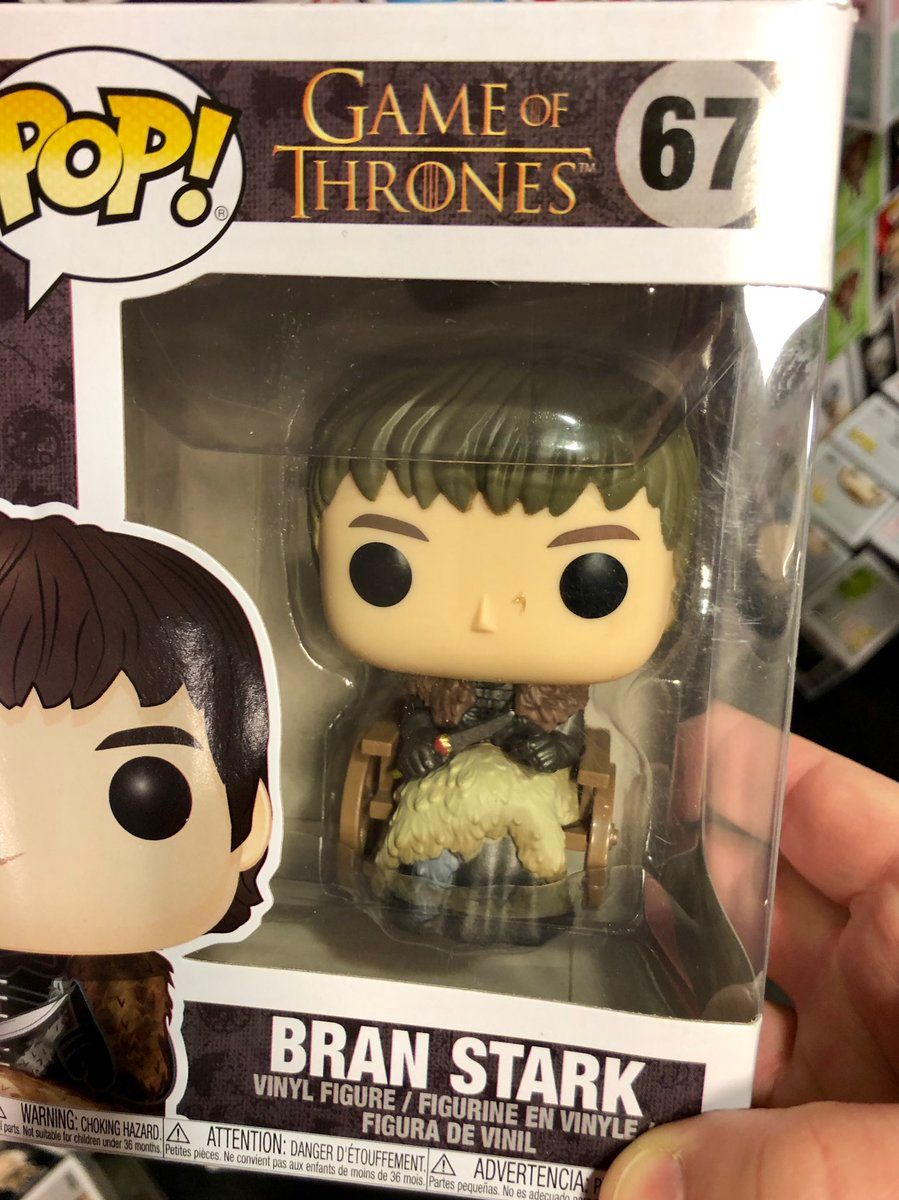 POP!®
GAME OF
THRONES™
67
BRAN STARK
VINYL FIGURE / FIGURINE EN VINYLE /
FIGURA DE VINIL
WARNING: CHOKING HAZARD.
parts. Not suitable for children under 36 months.
ATTENTION: DANGER D'ÉTOUFFEMENT.
Petites pièces. Ne convient pas aux enfants de moins de 36 mois.
ADVERTENCIA:
Partes pequeñas. No es adecuado